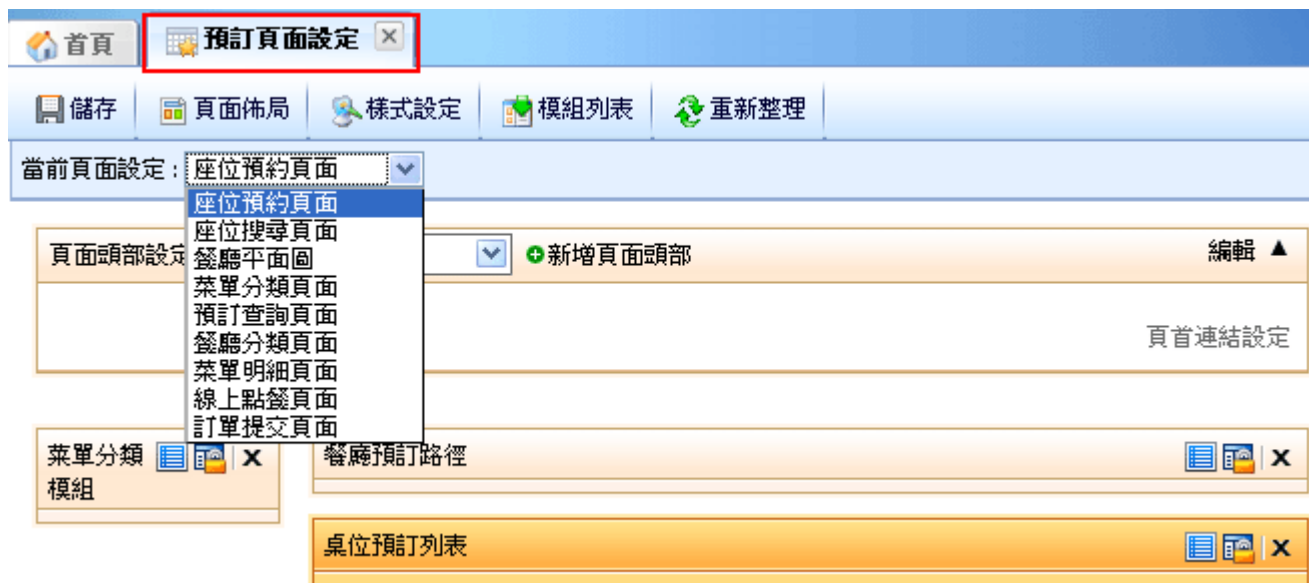 首頁 預訂頁面設定
儲存 頁面佈局 樣式設定 模組列表 重新整理
當前頁面設定：座位預約頁面
座位預約頁面
座位搜尋頁面
餐廳平面圖
菜單分類頁面
預訂查詢頁面
餐廳分類頁面
菜單明細頁面
線上點餐頁面
訂單提交頁面
頁面頭部設定 新增頁面頭部 編輯 ▲
頁首連結設定
菜單分類
模組
餐廳預訂路徑
桌位預訂列表